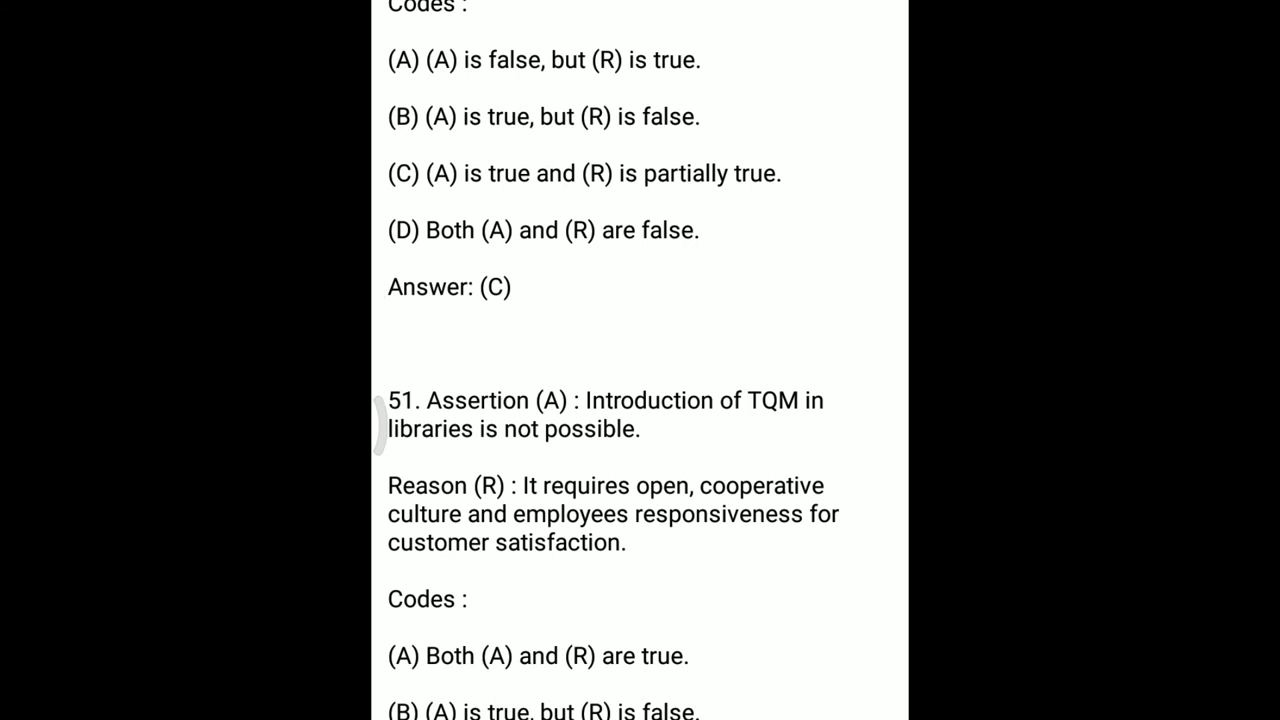 Codes :
(A) (A) is false, but (R) is true.
(B) (A) is true, but (R) is false.
(C) (A) is true and (R) is partially true.
(D) Both (A) and (R) are false.
Answer: (C)
51. Assertion (A) : Introduction of TQM in
libraries is not possible.
Reason (R) : It requires open, cooperative
culture and employees responsiveness for
customer satisfaction.
Codes :
(A) Both (A) and (R) are true.
(B) (A) is true, but (R) is false.